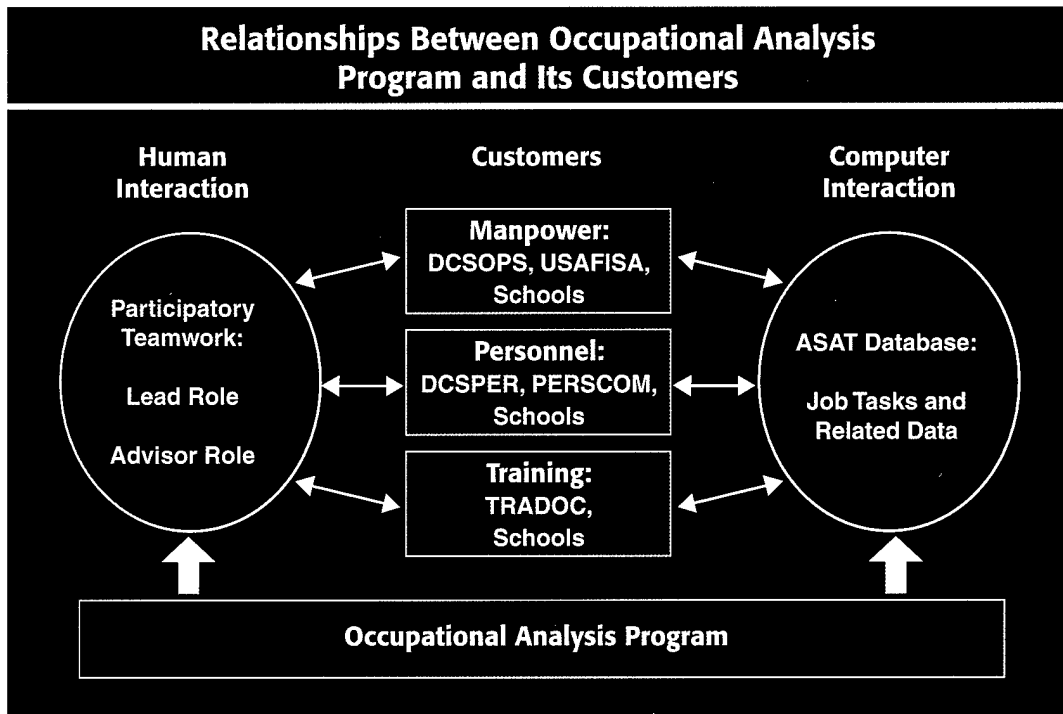 Relationships Between Occupational Analysis
Program and Its Customers
Human
Interaction
Customers
Computer
Interaction
Participatory
Teamwork:
Lead Role
Advisor Role
Manpower:
DCSOPS, USAFISA,
Schools
Personnel:
DCSPER, PERSCOM,
Schools
Training:
TRADOC,
Schools
ASAT Database:
Job Tasks and
Related Data
Occupational Analysis Program